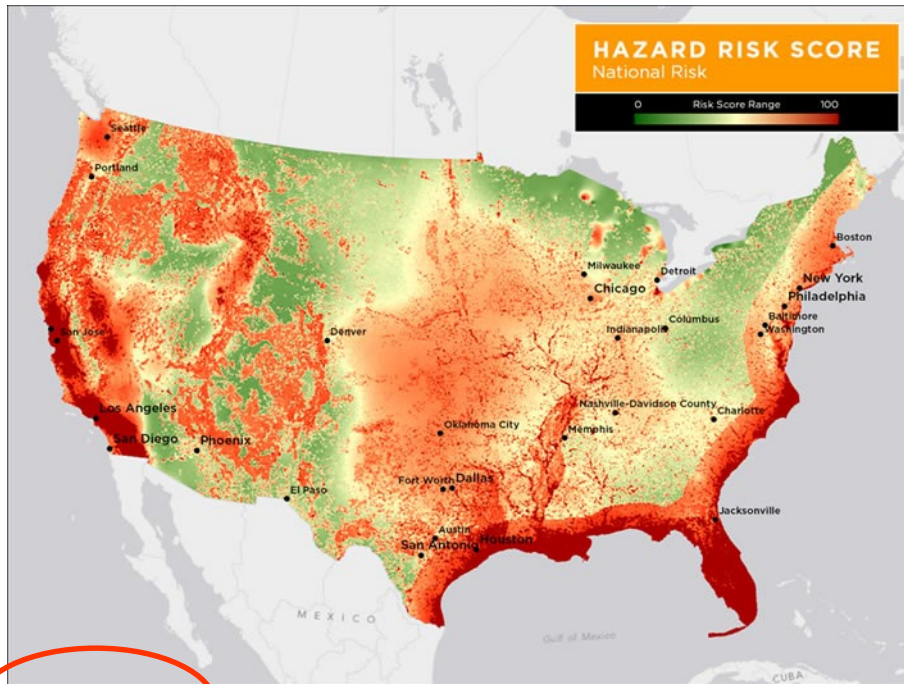 HAZARD RISK SCORE
National Risk
0 Risk Score Range 100
Seattle
Portland
Boston
Milwaukee
Detroit
Chicago
New York
Philadelphia
San Jose
Denver
Indianapolis
Columbus
Baltimore
Washington
Los Angeles
San Diego
Phoenix
Oklahoma City
Nashville-Davidson County
Memphis
Charlotte
El Paso
Fort Worth
Dallas
Jacksonville
Austin
San Antonio
Houston
MEXICO
Gulf of Mexico
CUBA